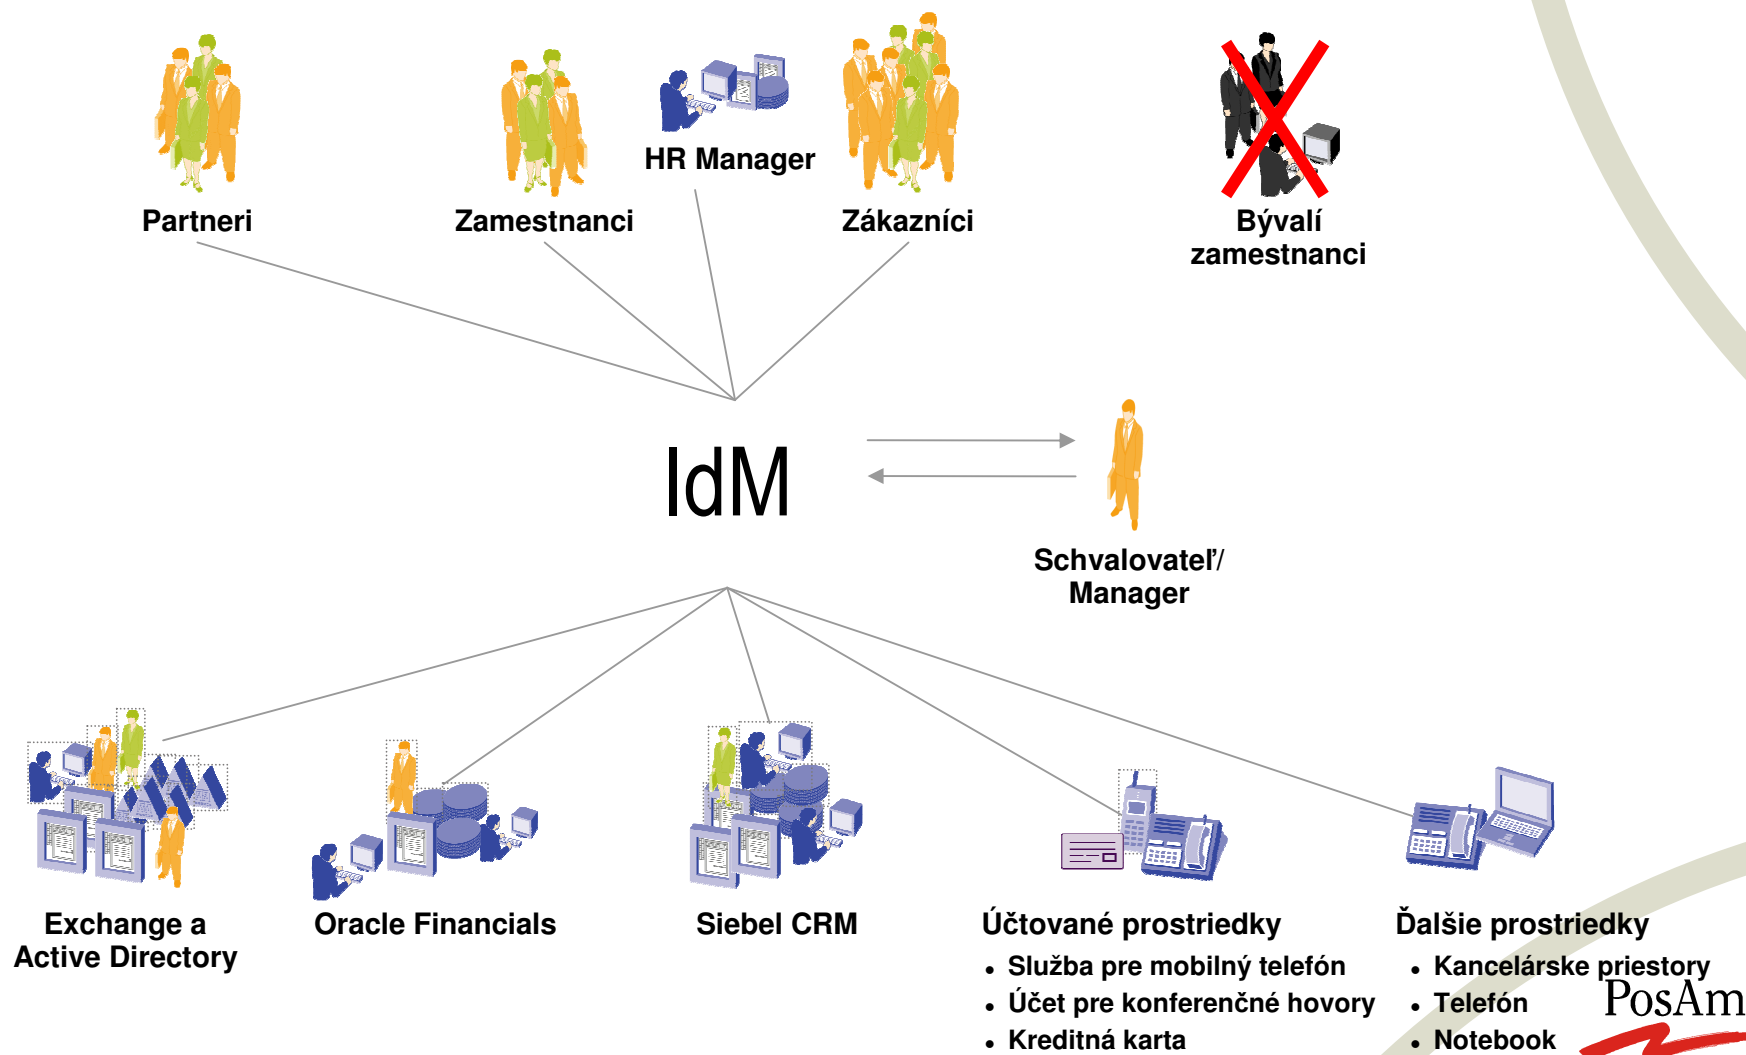 HR Manager
Partneri
Zamestnanci
Zákazníci
Bývalí
zamestnanci
IdM
Schvalovateľ/
Manager
Exchange a
Active Directory
Oracle Financials
Siebel CRM
Účtované prostriedky
• Služba pre mobilný telefón
• Účet pre konferenčné hovory
• Kreditná karta
Ďalšie prostriedky
• Kancelárske priestory
• Telefón
• Notebook
PosAm